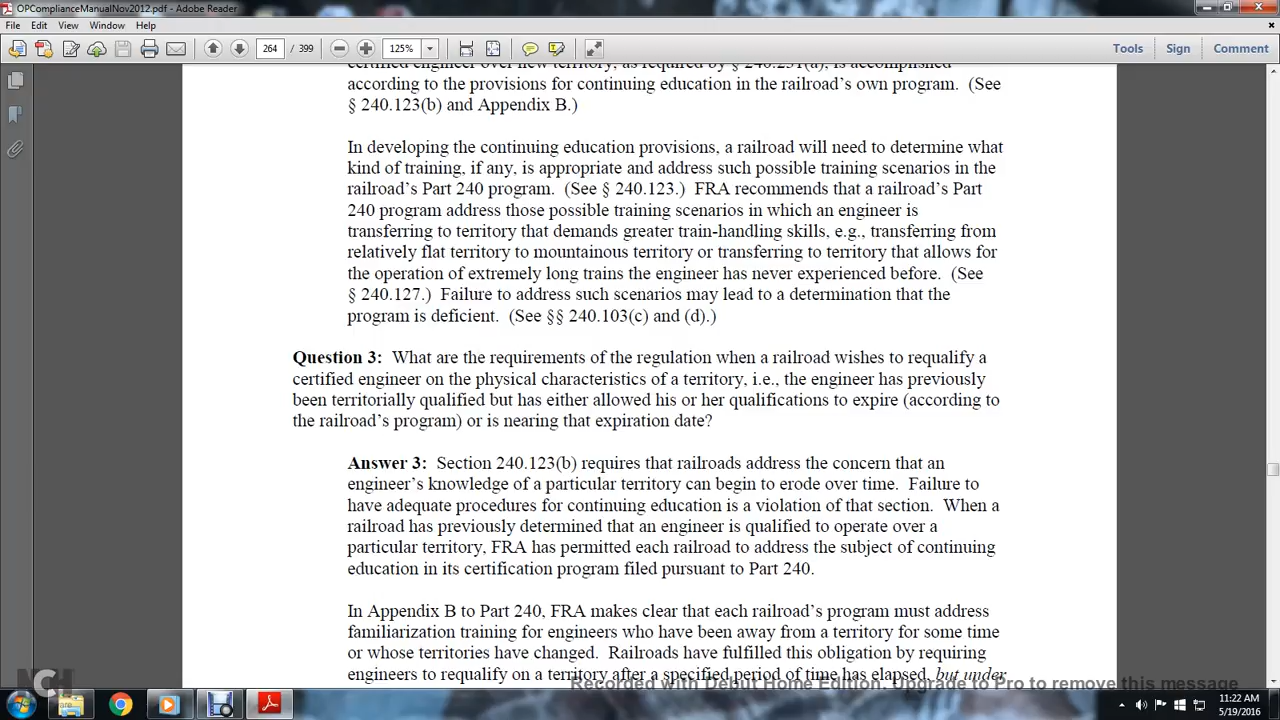 OPComplianceManualNov2012.pdf - Adobe Reader
File Edit View Window Help
264 / 399 125% Tools Sign Comment
certified engineer over new territory, as required by § 240.231(a), is accomplished
according to the provisions for continuing education in the railroad's own program. (See
§ 240.123(b) and Appendix B.)
In developing the continuing education provisions, a railroad will need to determine what
kind of training, if any, is appropriate and address such possible training scenarios in the
railroad's Part 240 program. (See § 240.123.) FRA recommends that a railroad's Part
240 program address those possible training scenarios in which an engineer is
transferring to territory that demands greater train-handling skills, e.g., transferring from
relatively flat territory to mountainous territory or transferring to territory that allows for
the operation of extremely long trains the engineer has never experienced before. (See
§ 240.127.) Failure to address such scenarios may lead to a determination that the
program is deficient. (See §§ 240.103(c) and (d).)
Question 3: What are the requirements of the regulation when a railroad wishes to requalify a
certified engineer on the physical characteristics of a territory, i.e., the engineer has previously
been territorially qualified but has either allowed his or her qualifications to expire (according to
the railroad's program) or is nearing that expiration date?
Answer 3: Section 240.123(b) requires that railroads address the concern that an
engineer's knowledge of a particular territory can begin to erode over time. Failure to
have adequate procedures for continuing education is a violation of that section. When a
railroad has previously determined that an engineer is qualified to operate over a
particular territory, FRA has permitted each railroad to address the subject of continuing
education in its certification program filed pursuant to Part 240.
In Appendix B to Part 240, FRA makes clear that each railroad's program must address
familiarization training for engineers who have been away from a territory for some time
or whose territories have changed. Railroads have fulfilled this obligation by requiring
engineers to requalify on a territory after a specified period of time has elapsed, but under
Recorded with Debut Home Edition. Upgrade to Pro to remove this message
NCH
11:22 AM
5/19/2016